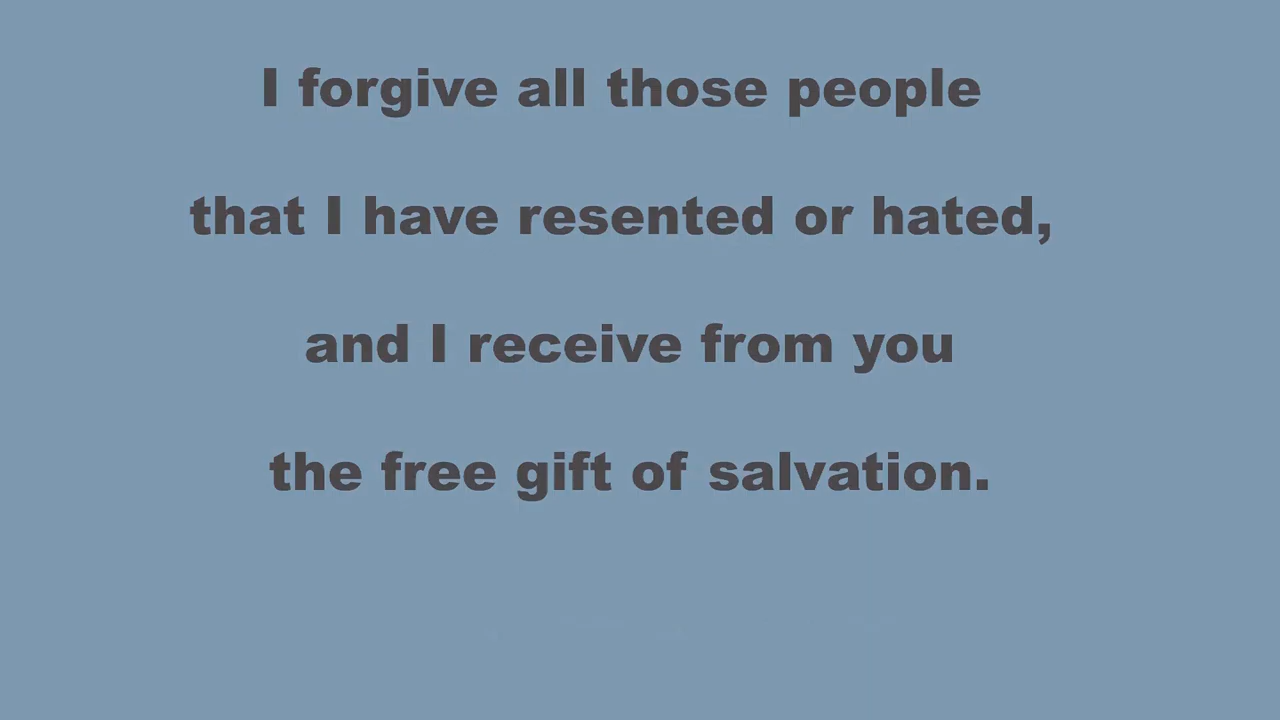 I forgive all those people
that I have resented or hated,
and I receive from you
the free gift of salvation.